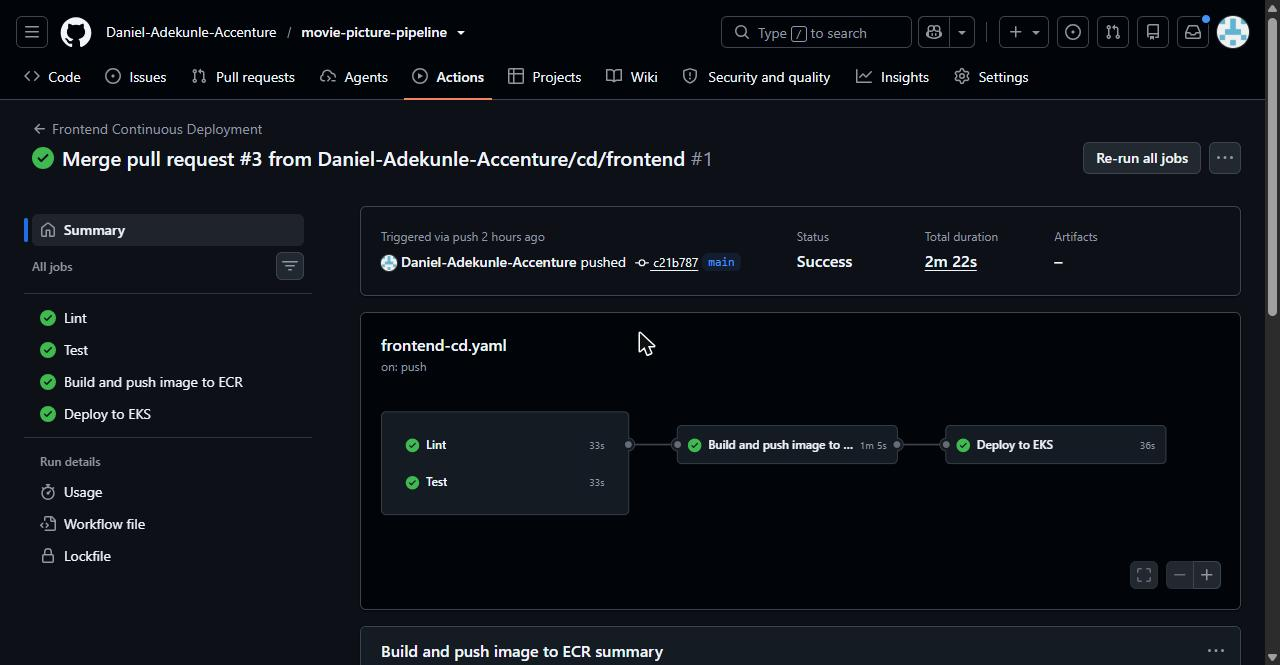 Daniel-Adekunle-Accenture / movie-picture-pipeline
Type / to search
Code
Issues
Pull requests
Agents
Actions
Projects
Wiki
Security and quality
Insights
Settings
Frontend Continuous Deployment
Merge pull request #3 from Daniel-Adekunle-Accenture/cd/frontend #1
Re-run all jobs
Summary
All jobs
Lint
Test
Build and push image to ECR
Deploy to EKS
Run details
Usage
Workflow file
Lockfile
Triggered via push 2 hours ago
Daniel-Adekunle-Accenture pushed c21b787 main
Status
Success
Total duration
2m 22s
Artifacts
–
frontend-cd.yaml
on: push
Lint 33s
Test 33s
Build and push image to ... 1m 5s
Deploy to EKS 36s
Build and push image to ECR summary